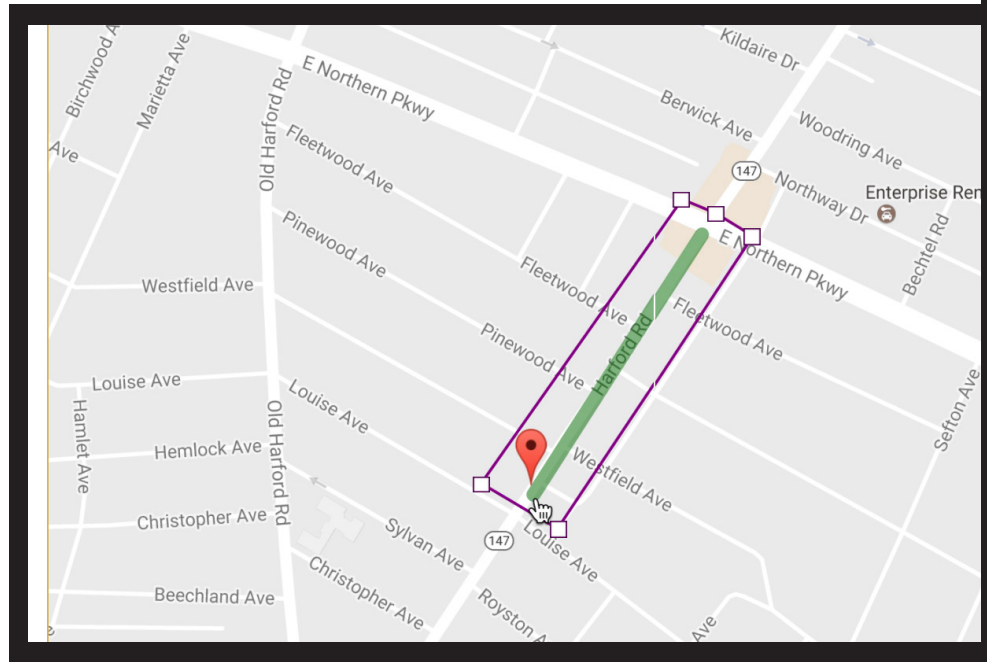 Kildaire Dr
Birchwood A
Marietta Ave
E Northern Pkwy
Old Harford Rd
Berwick Ave
Woodring Ave
Ave
Fleetwood Ave
147
Northway Dr
Enterprise Ren
Pinewood Ave
E Northern Pkwy
Bechtel Rd
Westfield Ave
Fleetwood Ave
Fleetwood Ave
Harford Rd
Pinewood Ave
Louise Ave
Louise Ave
Sefton Ave
Hamlet Ave
Old Harford Rd
Hemlock Ave
Westfield Ave
Christopher Ave
Sylvan Ave
147
Louise Ave
Christopher Ave
Beechland Ave
Royston A
Ave